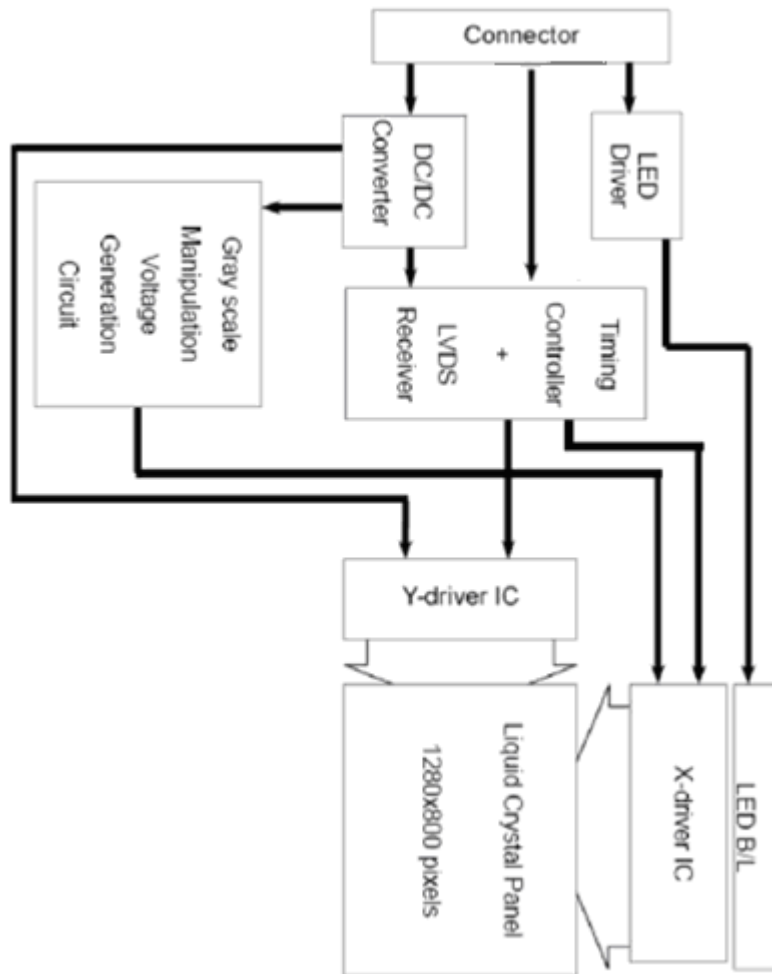 Connector
DC/DC
Converter
LED
Driver
Gray scale
Manipulation
Voltage
Generation
Circuit
Timing
Controller
+
LVDS
Receiver
Y-driver IC
Liquid Crystal Panel
1280x800 pixels
X-driver IC
LED B/L